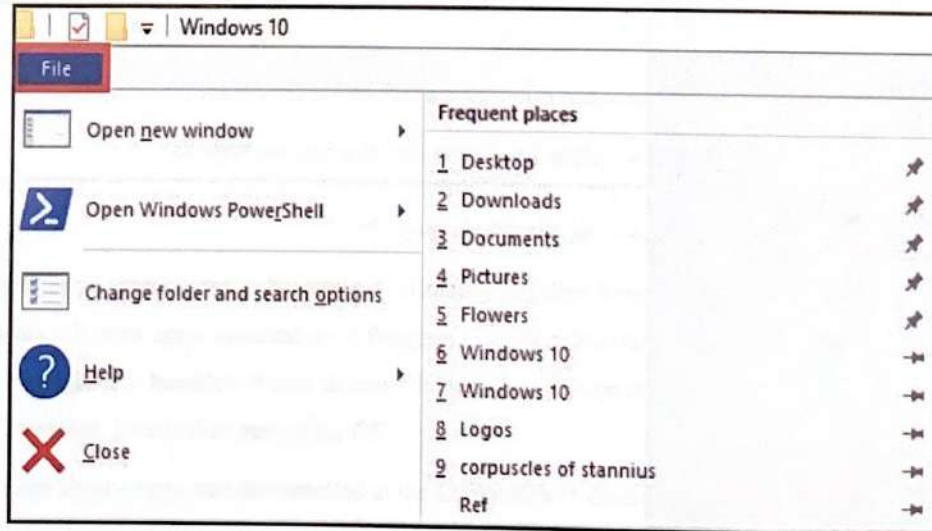 Windows 10
File
Open new window
Open Windows PowerShell
Change folder and search options
Help
Close
Frequent places
1 Desktop
2 Downloads
3 Documents
4 Pictures
5 Flowers
6 Windows 10
7 Windows 10
8 Logos
9 corpuscles of stannius
Ref